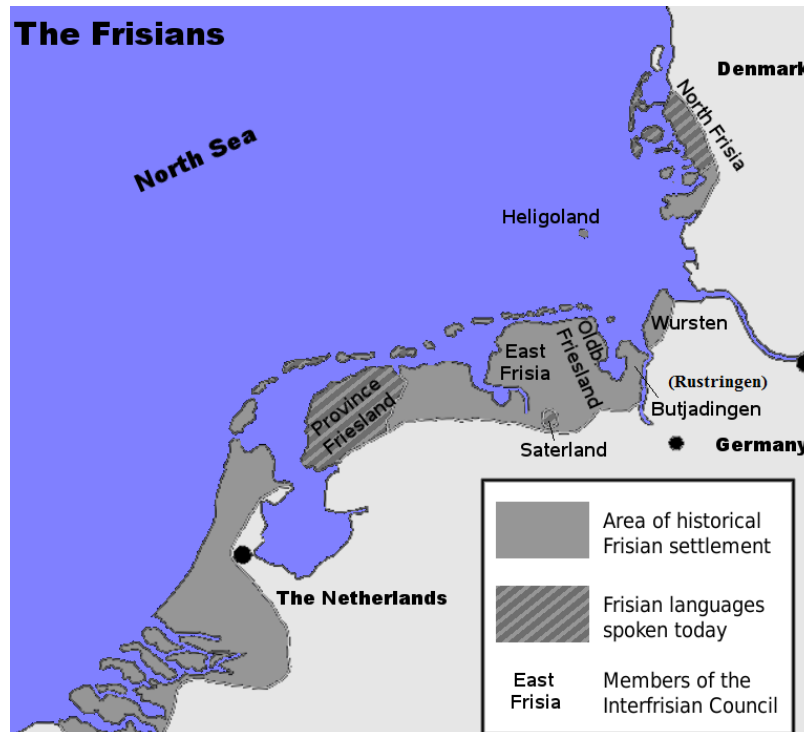 The Frisians
Denmark
North Frisia
North Sea
Heligoland
Wursten
East
Frisia
Oldb
Friesland
(Rustringen)
Butjadingen
Province
Friesland
Saterland
Germany
The Netherlands
Area of historical
Frisian settlement
Frisian languages
spoken today
East
Frisia
Members of the
Interfrisian Council